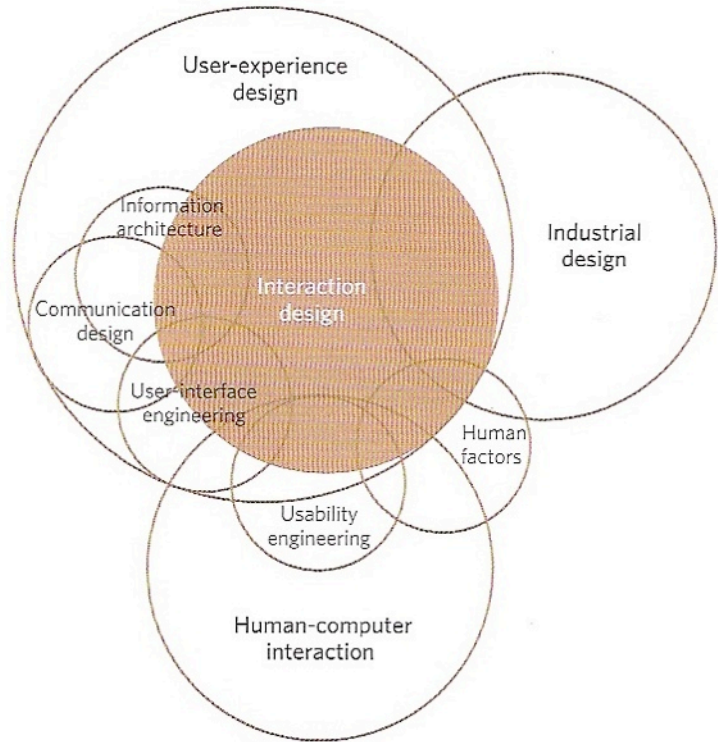 User-experience
design
Information
architecture
Industrial
design
Interaction
design
Communication
design
User-interface
engineering
Human
factors
Usability
engineering
Human-computer
interaction